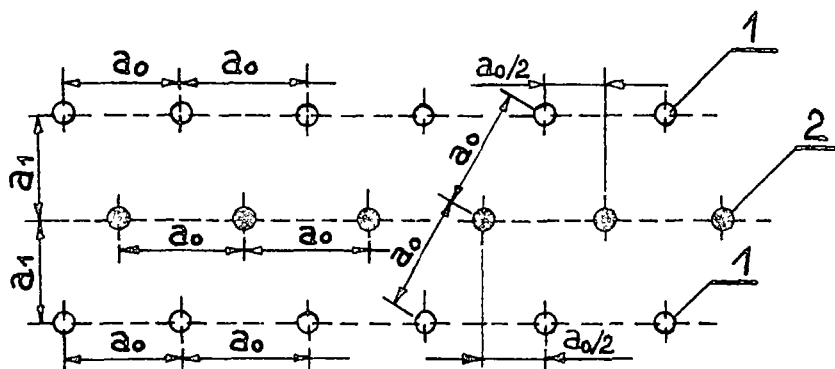 1
a₀ a₀ a₀/2
a₁ a₀ 2
a₀ a₀
a₁ a₀ 1
a₀ a₀ a₀/2